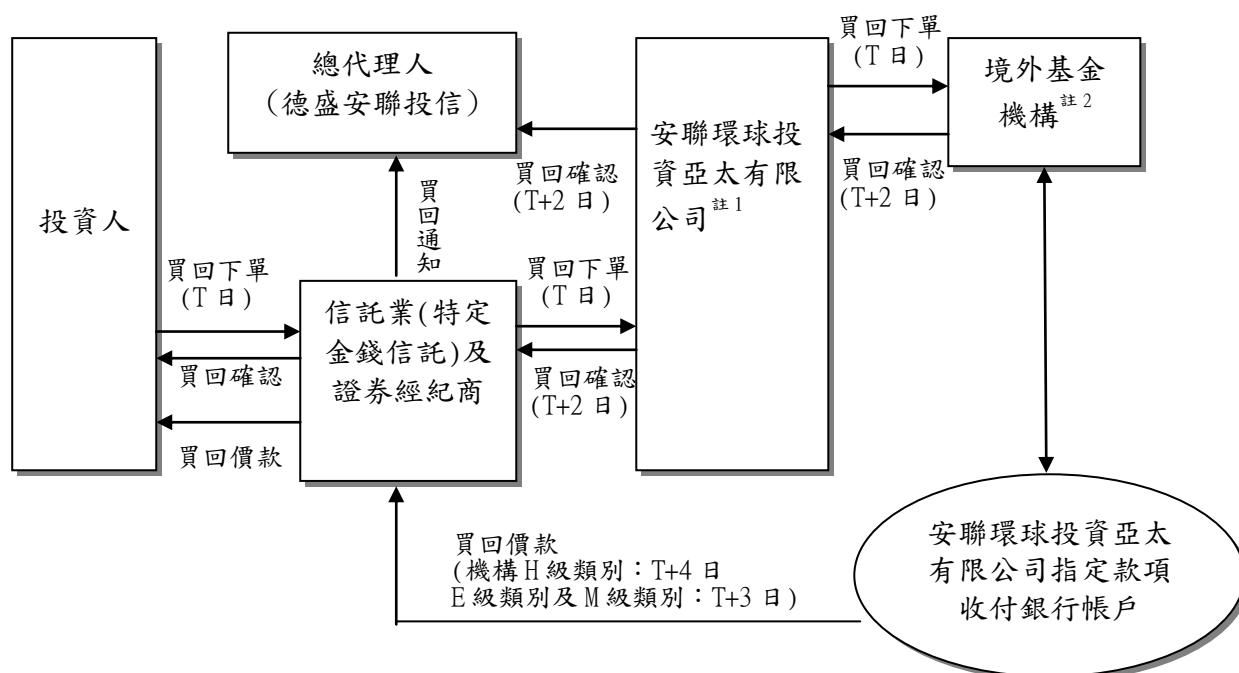 買回下單
(T 日)
總代理人
(德盛安聯投信)
境外基金
機構註 2
安聯環球投
資亞太有限
公司註 1
買回確認
(T+2 日)
買回確認
(T+2 日)
投資人
買回通知
買回下單
(T 日)
買回下單
(T 日)
信託業(特定
金錢信託)及
證券經紀商
買回確認
買回確認
(T+2 日)
買回價款
買回價款
(機構 H 級類別：T+4 日
E 級類別及 M 級類別：T+3 日)
安聯環球投資亞太
有限公司指定款項
收付銀行帳戶